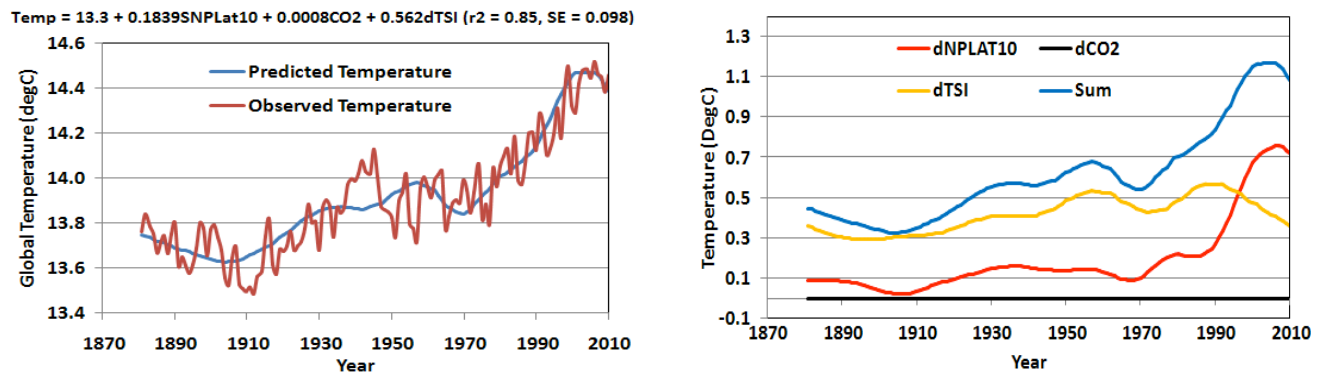 Temp = 13.3 + 0.1839SNPLat10 + 0.0008CO2 + 0.562dTSI (r2 = 0.85, SE = 0.098)
Global Temperature (degC)
14.6
14.4
14.2
14.0
13.8
13.6
13.4
Predicted Temperature
Observed Temperature
1870 1890 1910 1930 1950 1970 1990 2010
Year
Temperature (DegC)
1.3
1.1
0.9
0.7
0.5
0.3
0.1
-0.1
dNPLAT10 dCO2
dTSI Sum
1870 1890 1910 1930 1950 1970 1990 2010
Year